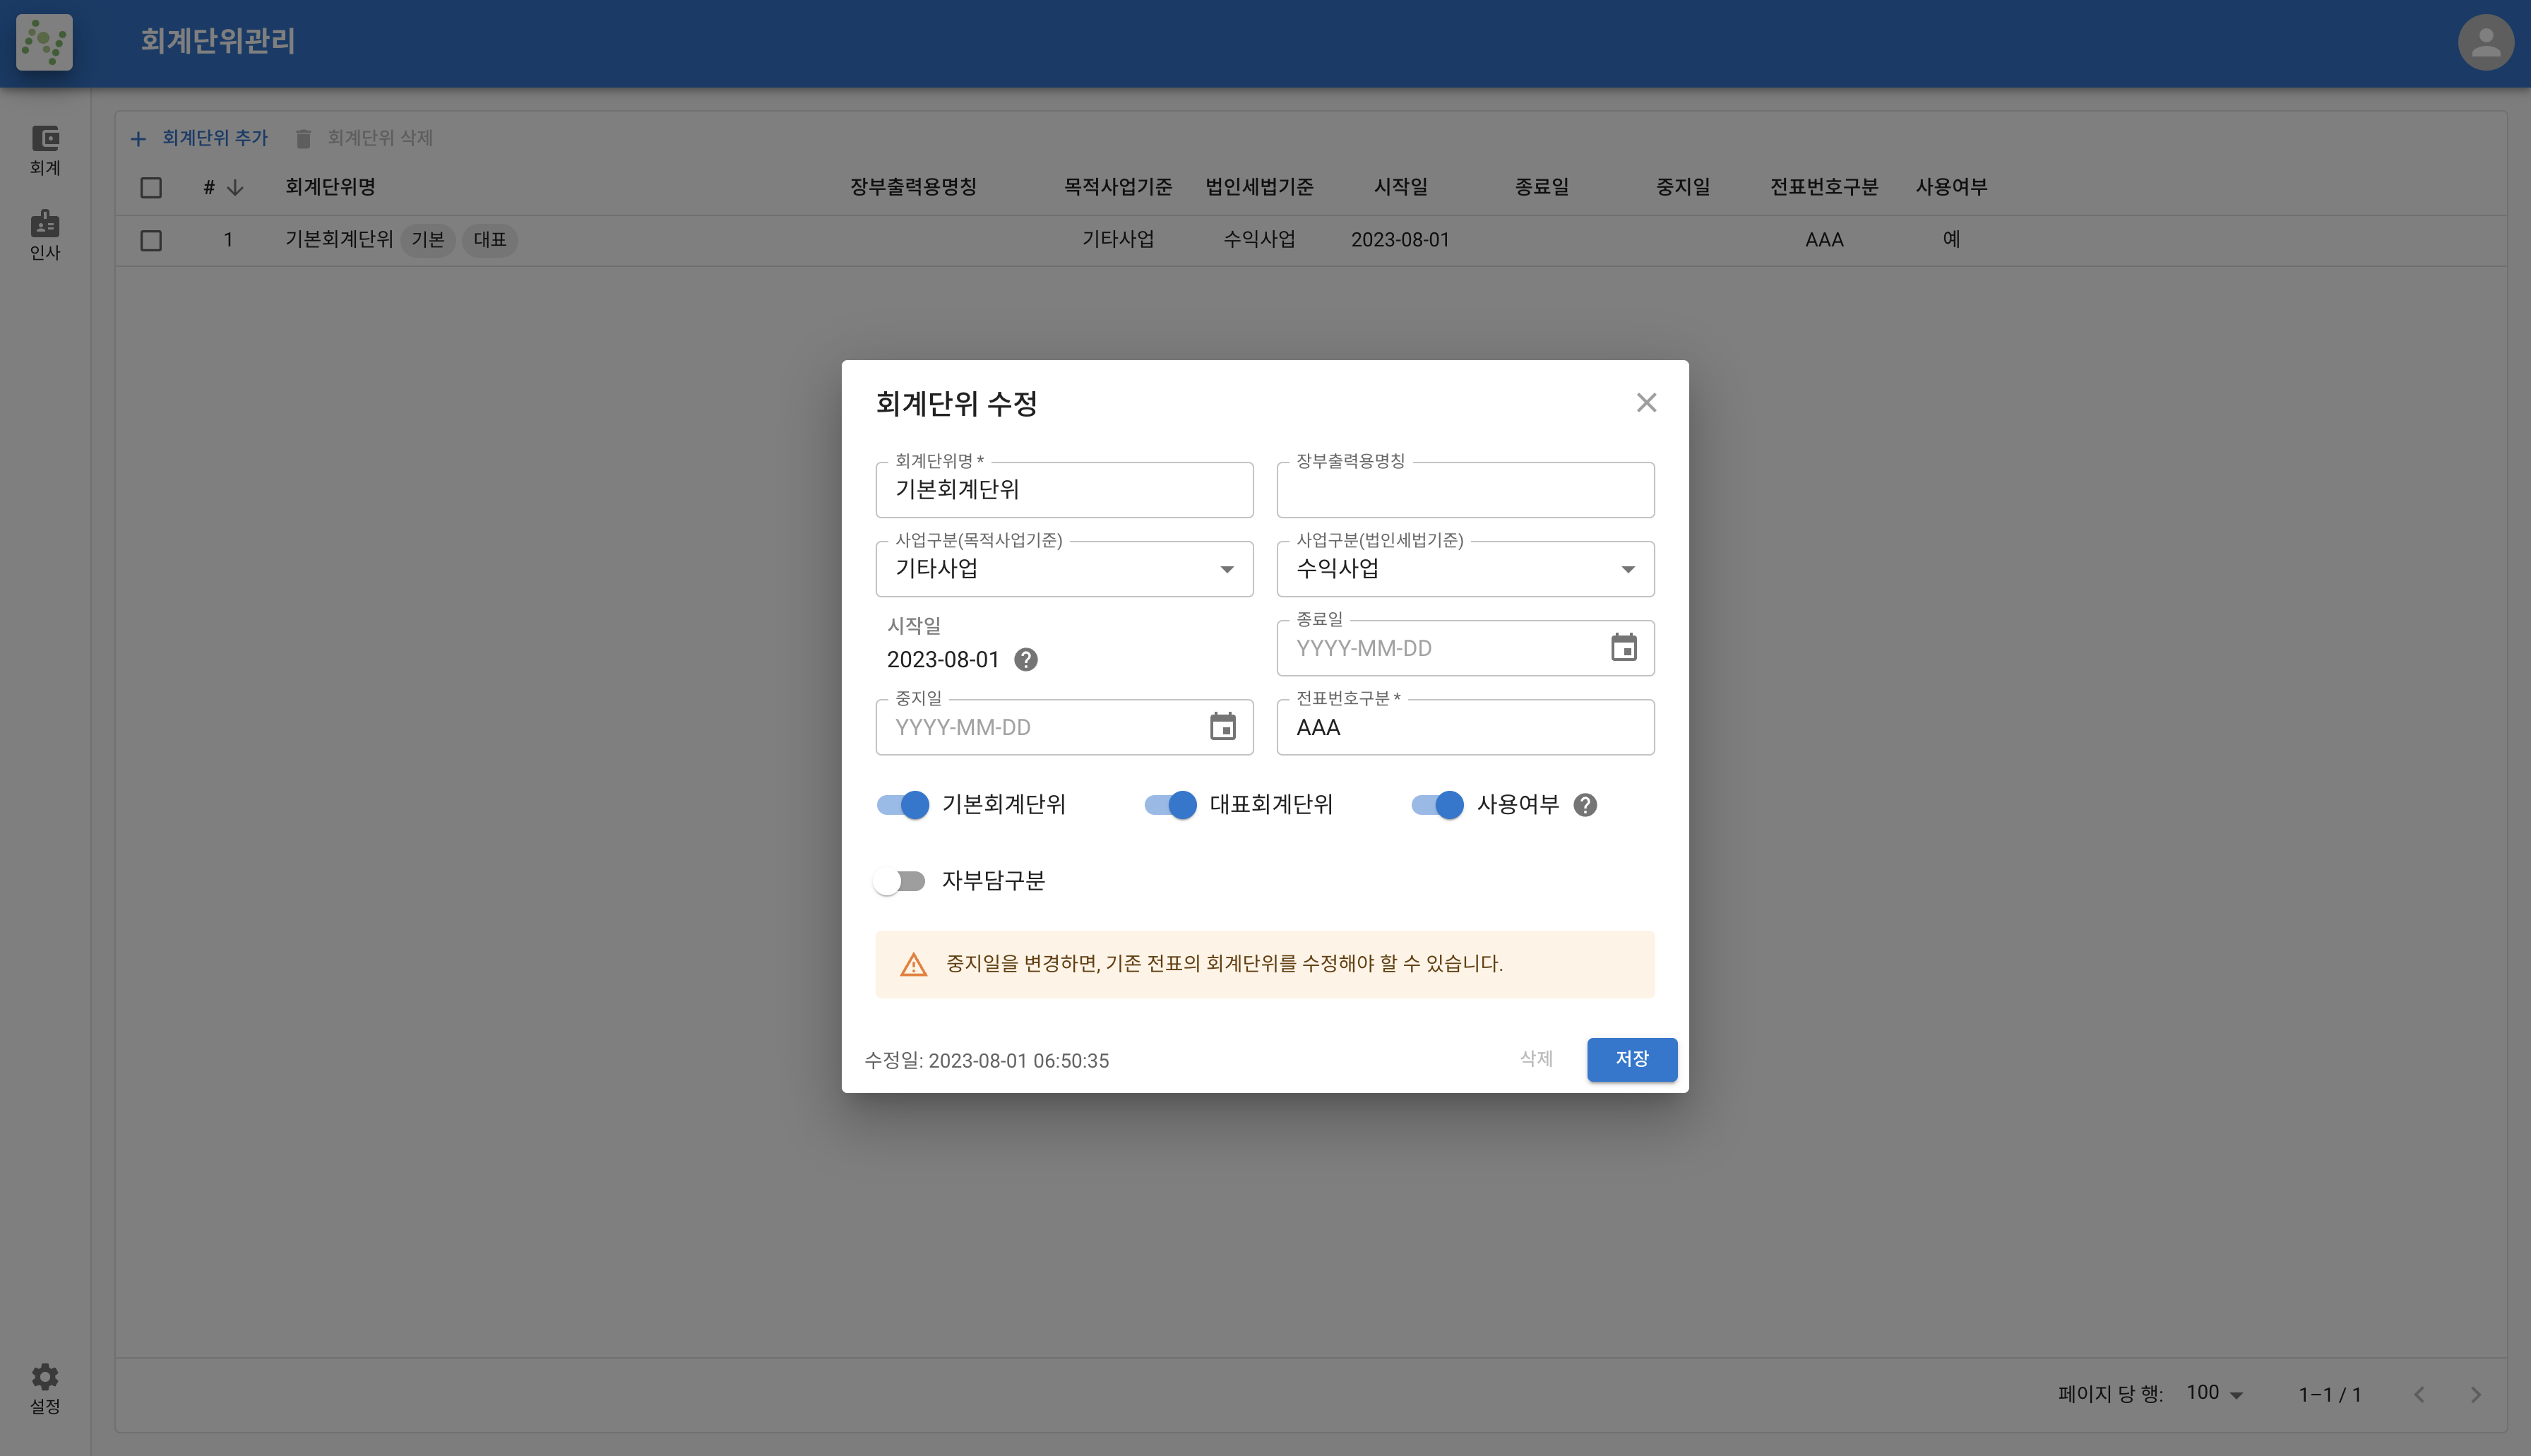 회계단위관리
회계
인사
설정
+ 회계단위 추가 회계단위 삭제
# 회계단위명 장부출력용명칭 목적사업기준 법인세법기준 시작일 종료일 중지일 전표번호구분 사용여부
1 기본회계단위 기본 대표 기타사업 수익사업 2023-08-01 AAA 예
회계단위 수정
회계단위명 *
기본회계단위
장부출력용명칭
사업구분(목적사업기준)
기타사업
사업구분(법인세법기준)
수익사업
시작일
2023-08-01 ?
종료일
YYYY-MM-DD
중지일
YYYY-MM-DD
전표번호구분 *
AAA
기본회계단위 대표회계단위 사용여부 ?
자부담구분
중지일을 변경하면, 기존 전표의 회계단위를 수정해야 할 수 있습니다.
수정일: 2023-08-01 06:50:35 삭제 저장
페이지 당 행: 100 1–1 / 1